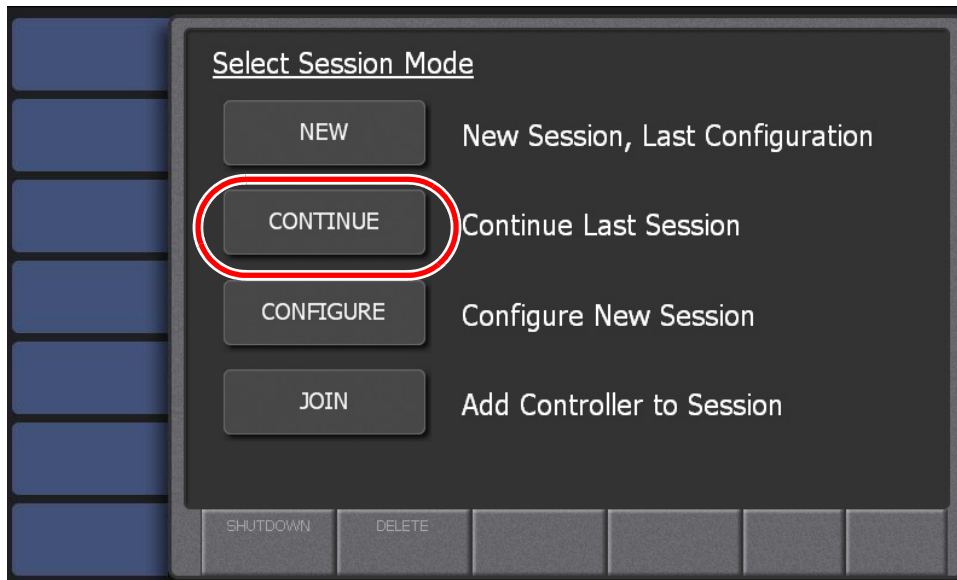 Select Session Mode
NEW New Session, Last Configuration
CONTINUE Continue Last Session
CONFIGURE Configure New Session
JOIN Add Controller to Session
SHUTDOWN DELETE